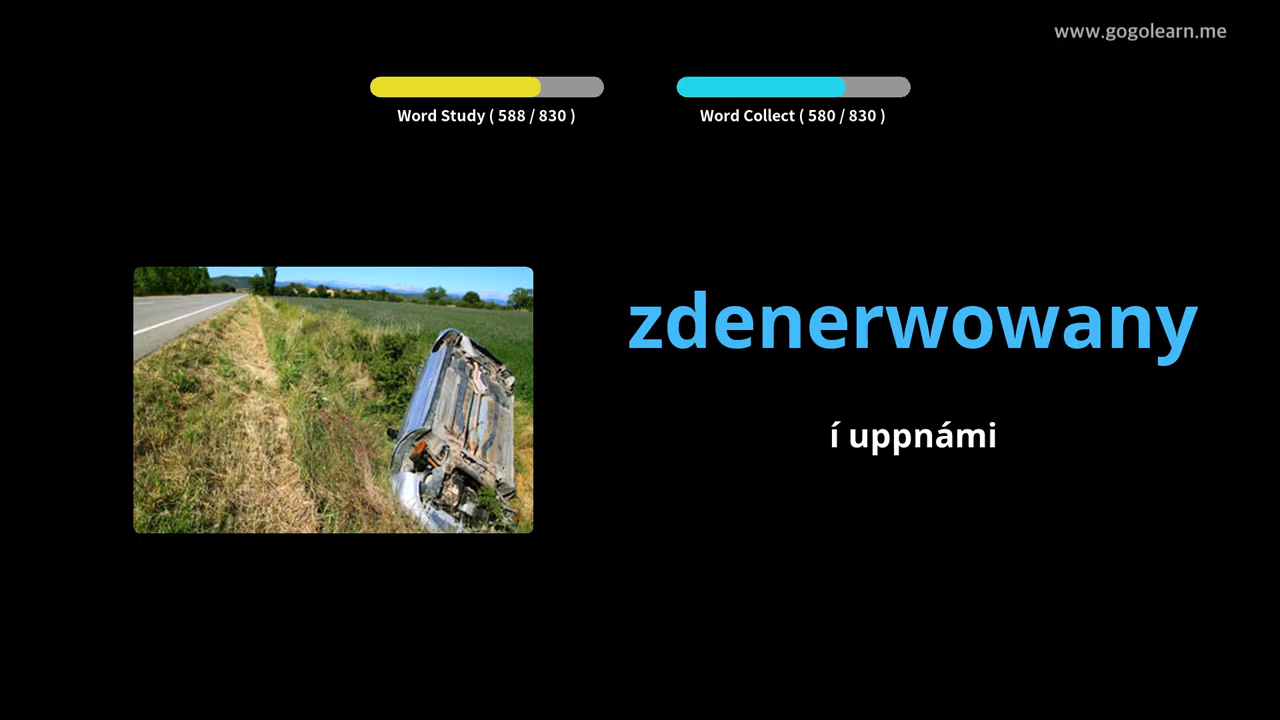 www.gogolearn.me
Word Study ( 588 / 830 )
Word Collect ( 580 / 830 )
zdenerwowany
í uppnámi